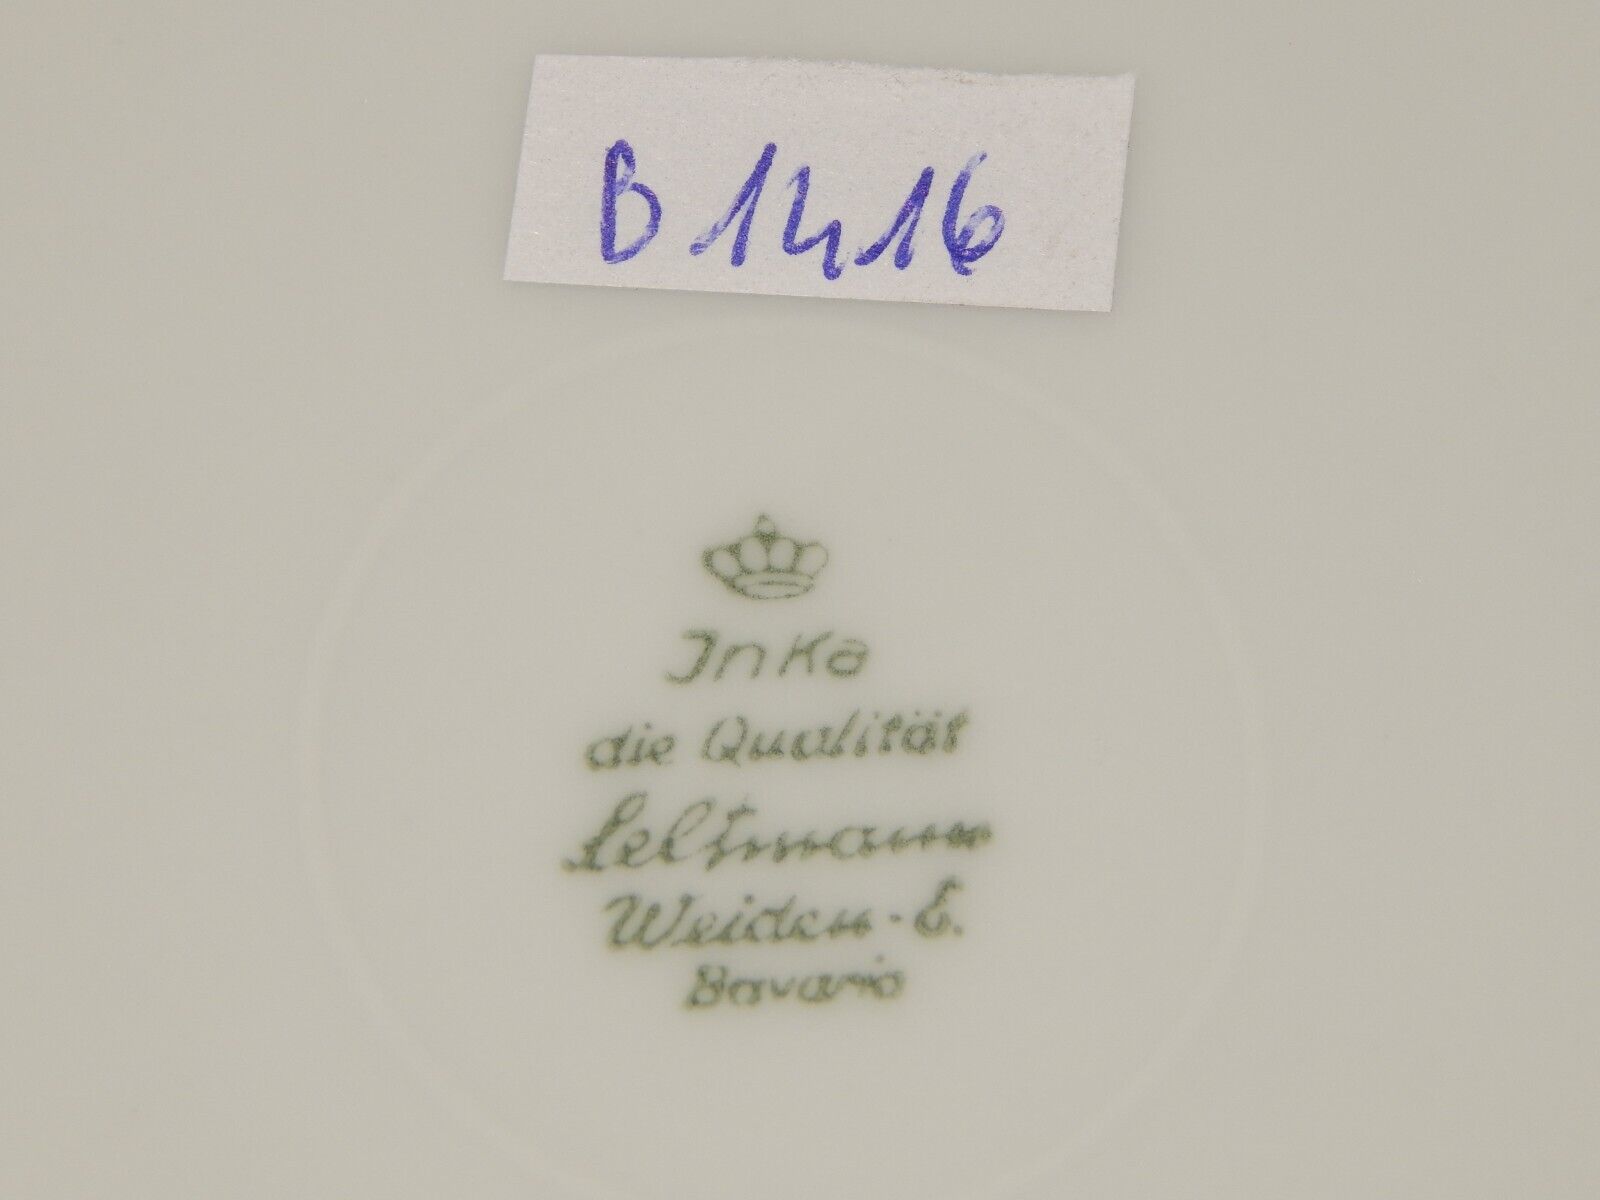 B 1416
Inka
die Qualität
Seltmann
Weiden-E.
Bavaria